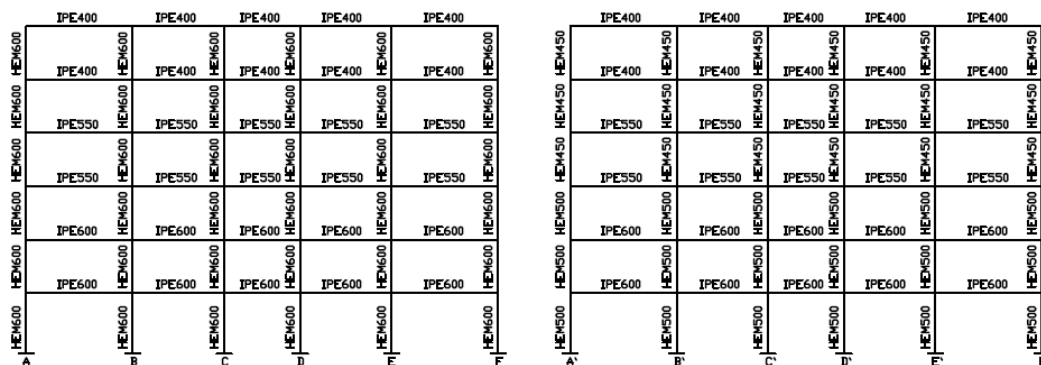 IPE400 IPE400 IPE400 IPE400 IPE400 IPE400 IPE400 IPE400 IPE400 IPE400
HEM600 HEM600 HEM600 HEM600 HEM600 HEM600 HEM450 HEM450 HEM450 HEM450 HEM450 HEM450
IPE400 IPE400 IPE400 IPE400 IPE400 IPE400 IPE400 IPE400 IPE400 IPE400
HEM600 HEM600 HEM600 HEM600 HEM600 HEM600 HEM450 HEM450 HEM450 HEM450 HEM450 HEM450
IPE550 IPE550 IPE550 IPE550 IPE550 IPE550 IPE550 IPE550 IPE550 IPE550
HEM600 HEM600 HEM600 HEM600 HEM600 HEM600 HEM450 HEM450 HEM450 HEM450 HEM450 HEM450
IPE550 IPE550 IPE550 IPE550 IPE550 IPE550 IPE550 IPE550 IPE550 IPE550
HEM600 HEM600 HEM600 HEM600 HEM600 HEM600 HEM500 HEM500 HEM500 HEM500 HEM500 HEM500
IPE600 IPE600 IPE600 IPE600 IPE600 IPE600 IPE600 IPE600 IPE600 IPE600
HEM600 HEM600 HEM600 HEM600 HEM600 HEM600 HEM500 HEM500 HEM500 HEM500 HEM500 HEM500
IPE600 IPE600 IPE600 IPE600 IPE600 IPE600 IPE600 IPE600 IPE600 IPE600
HEM600 HEM600 HEM600 HEM600 HEM600 HEM600 HEM500 HEM500 HEM500 HEM500 HEM500 HEM500
A B C D E F A' B' C' D' E'